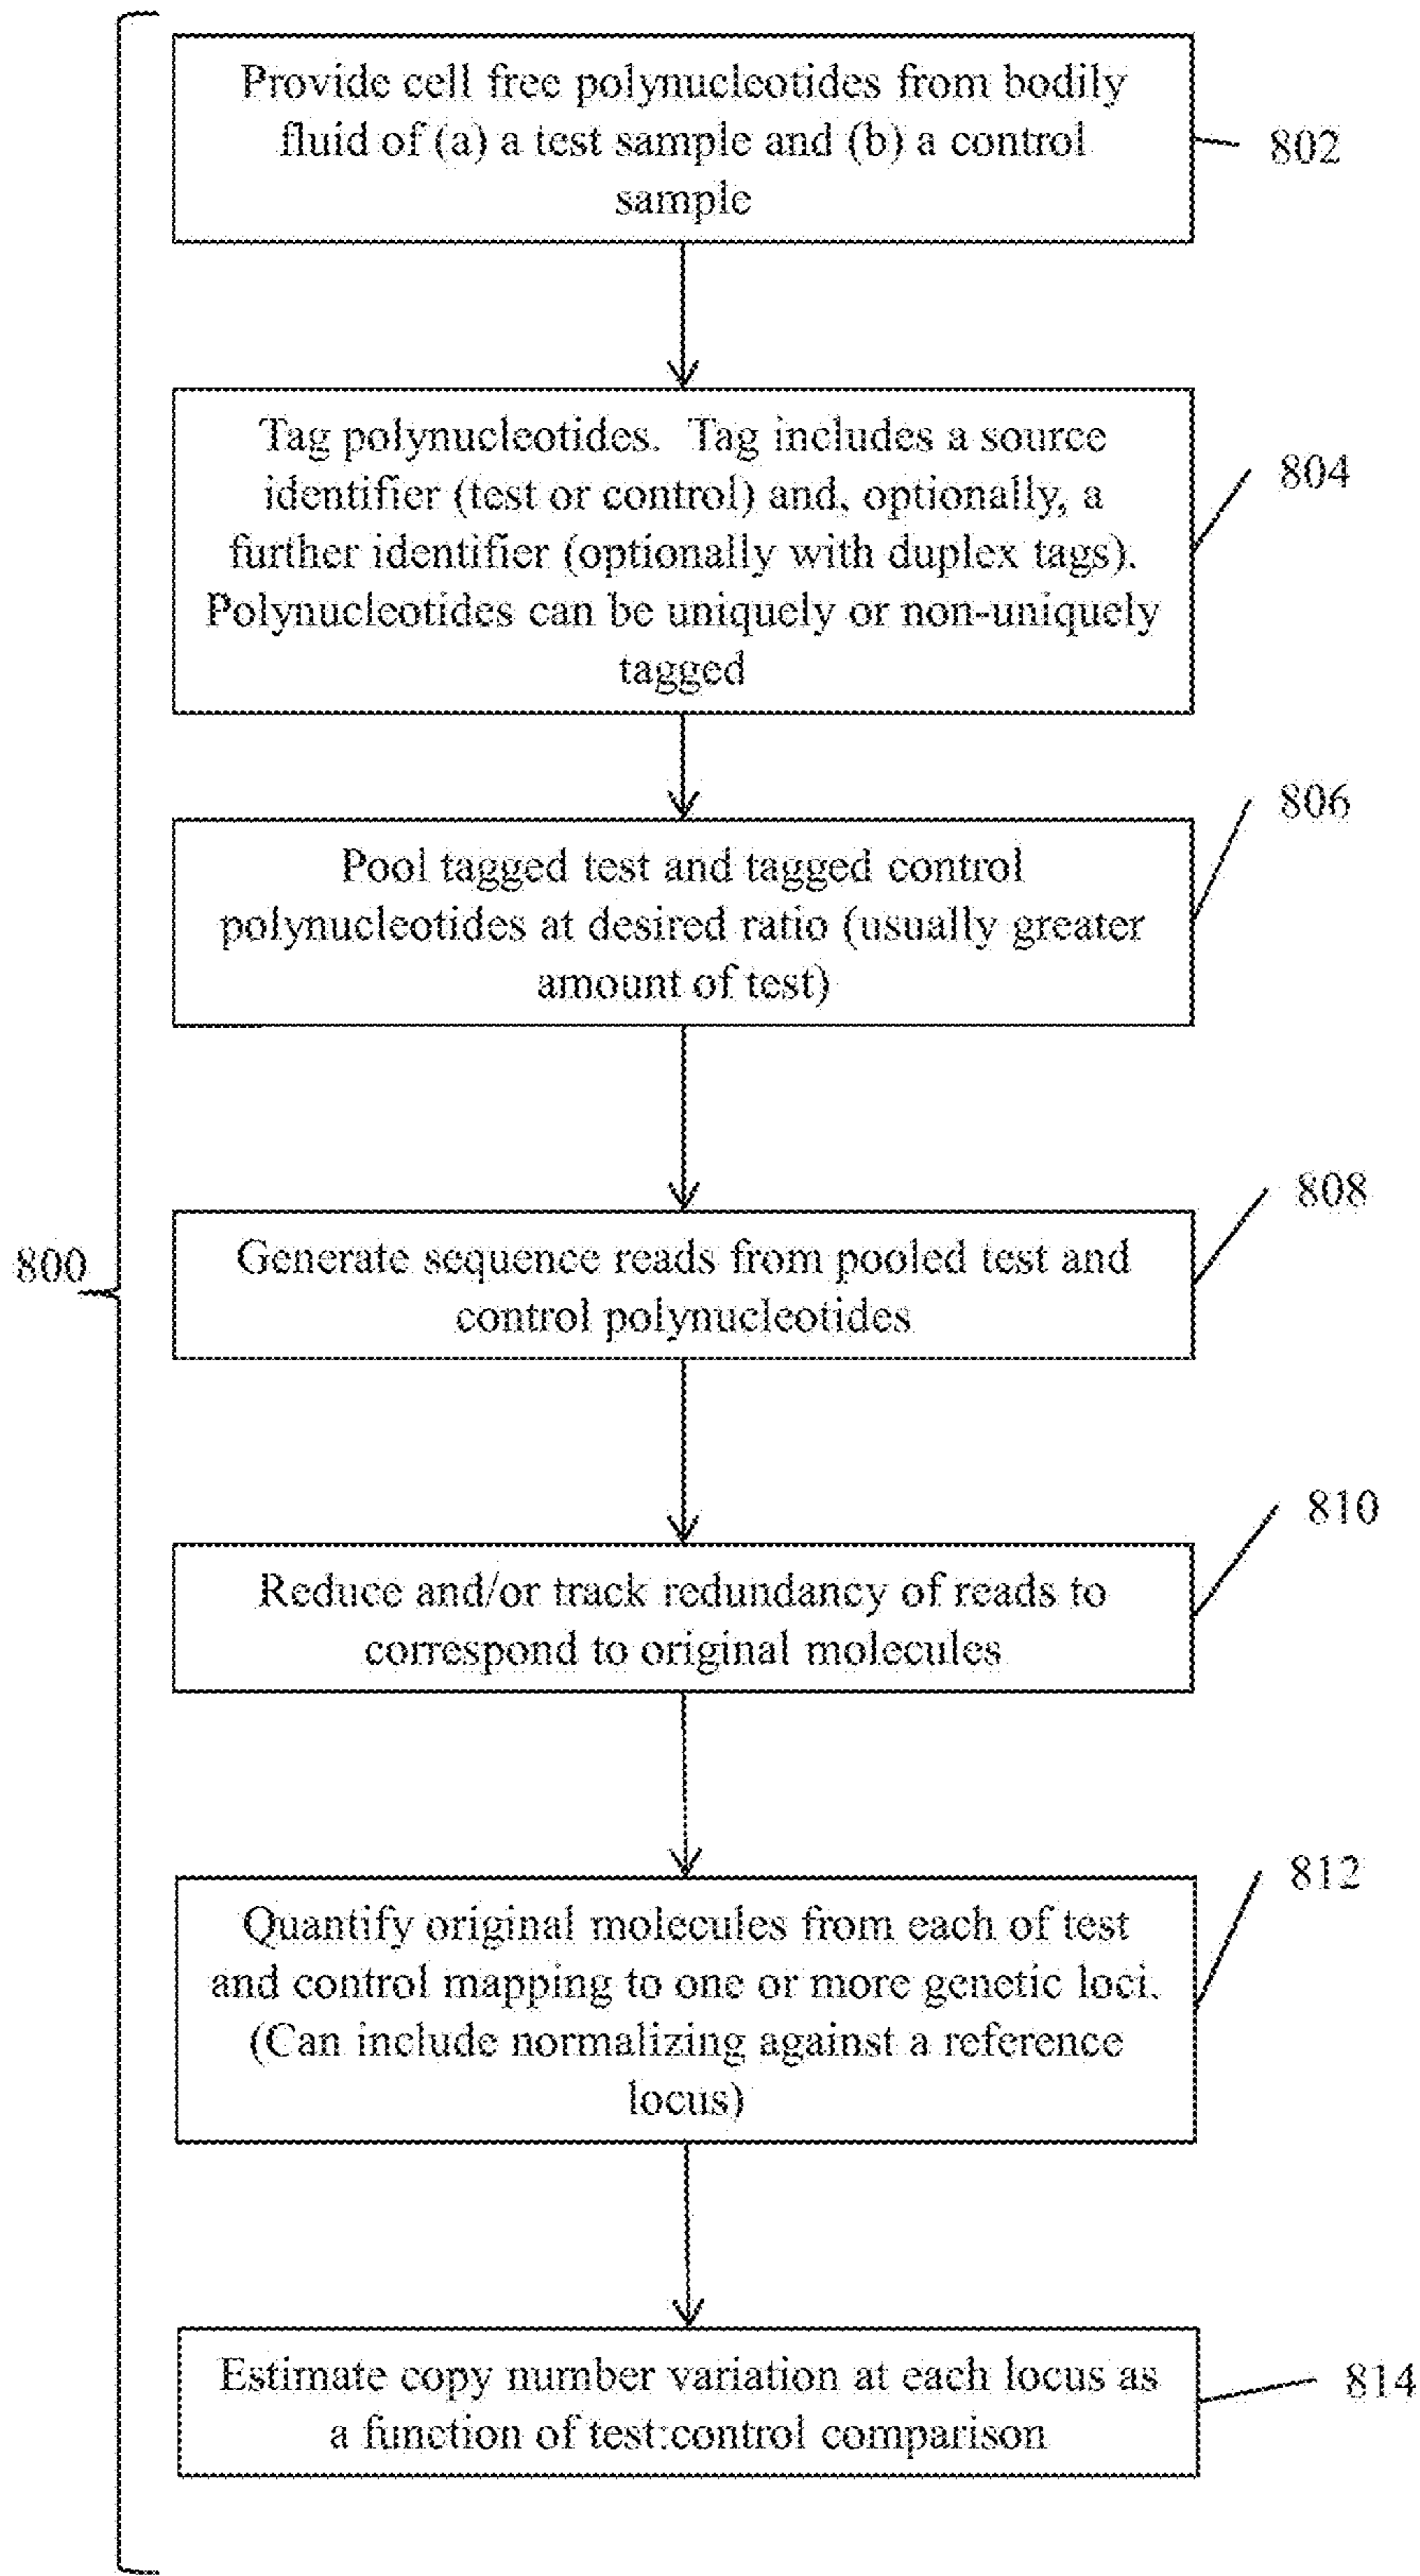 Provide cell free polynucleotides from bodily
fluid of (a) a test sample and (b) a control
sample
802
Tag polynucleotides. Tag includes a source
identifier (test or control) and, optionally, a
further identifier (optionally with duplex tags).
Polynucleotides can be uniquely or non-uniquely
tagged
804
Pool tagged test and tagged control
polynucleotides at desired ratio (usually greater
amount of test)
806
800
Generate sequence reads from pooled test and
control polynucleotides
808
Reduce and/or track redundancy of reads to
correspond to original molecules
810
Quantify original molecules from each of test
and control mapping to one or more genetic loci.
(Can include normalizing against a reference
locus)
812
Estimate copy number variation at each locus as
a function of test:control comparison
814